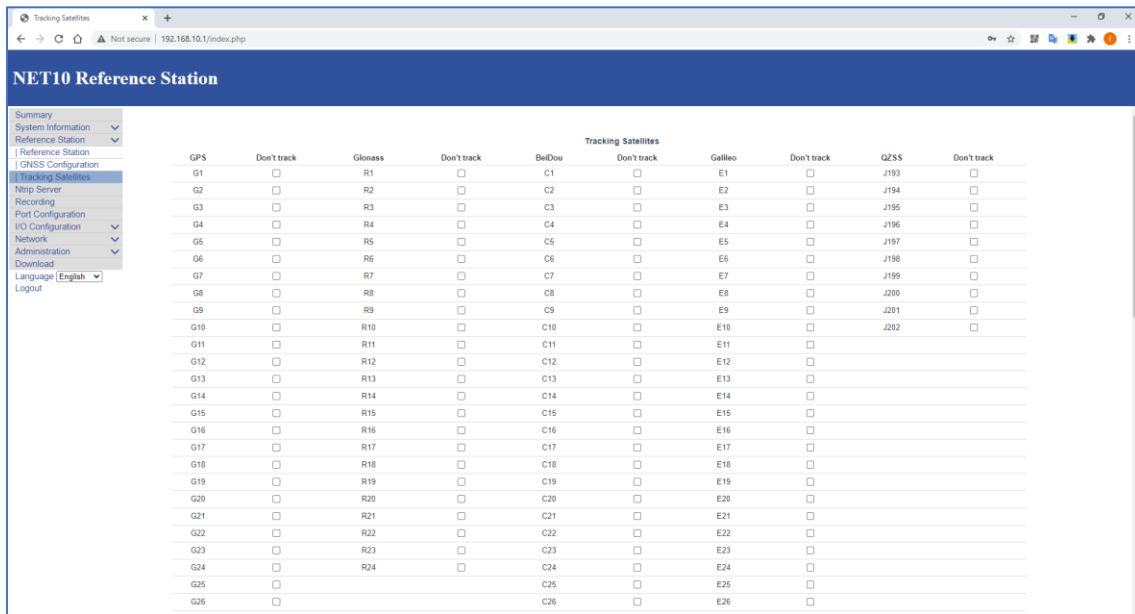 Tracking Satellites
Not secure | 192.168.10.1/index.php
NET10 Reference Station
Summary
System Information
Reference Station
| Reference Station
| GNSS Configuration
| Tracking Satellites
Ntrip Server
Recording
Port Configuration
I/O Configuration
Network
Administration
Download
Language English
Logout
Tracking Satellites
GPS Don't track Glonass Don't track BeiDou Don't track Galileo Don't track QZSS Don't track
G1 R1 C1 E1 J193
G2 R2 C2 E2 J194
G3 R3 C3 E3 J195
G4 R4 C4 E4 J196
G5 R5 C5 E5 J197
G6 R6 C6 E6 J198
G7 R7 C7 E7 J199
G8 R8 C8 E8 J200
G9 R9 C9 E9 J201
G10 R10 C10 E10 J202
G11 R11 C11 E11
G12 R12 C12 E12
G13 R13 C13 E13
G14 R14 C14 E14
G15 R15 C15 E15
G16 R16 C16 E16
G17 R17 C17 E17
G18 R18 C18 E18
G19 R19 C19 E19
G20 R20 C20 E20
G21 R21 C21 E21
G22 R22 C22 E22
G23 R23 C23 E23
G24 R24 C24 E24
G25 C25 E25
G26 C26 E26